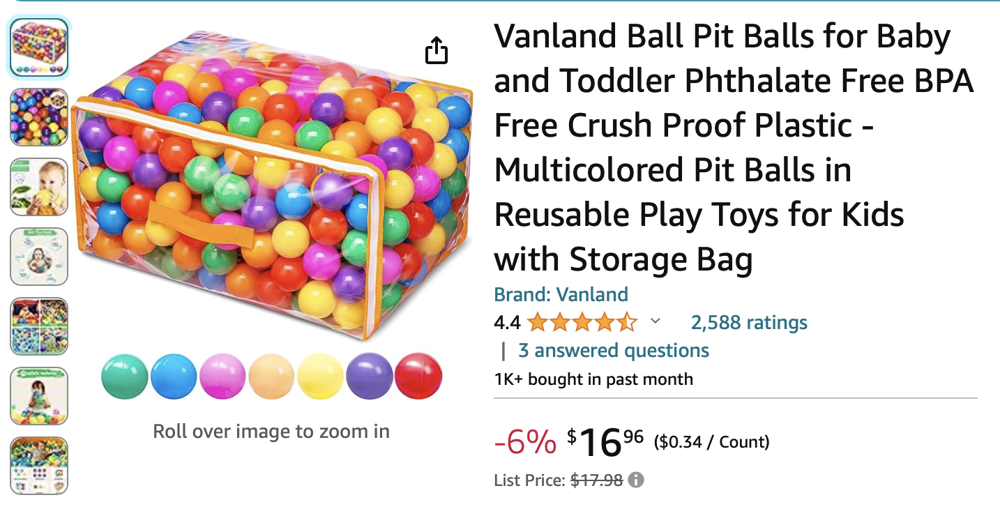 Vanland Ball Pit Balls for Baby
and Toddler Phthalate Free BPA
Free Crush Proof Plastic -
Multicolored Pit Balls in
Reusable Play Toys for Kids
with Storage Bag
Brand: Vanland
4.4 2,588 ratings
| 3 answered questions
1K+ bought in past month
-6% $16 96 ($0.34 / Count)
List Price: $17.98
Roll over image to zoom in